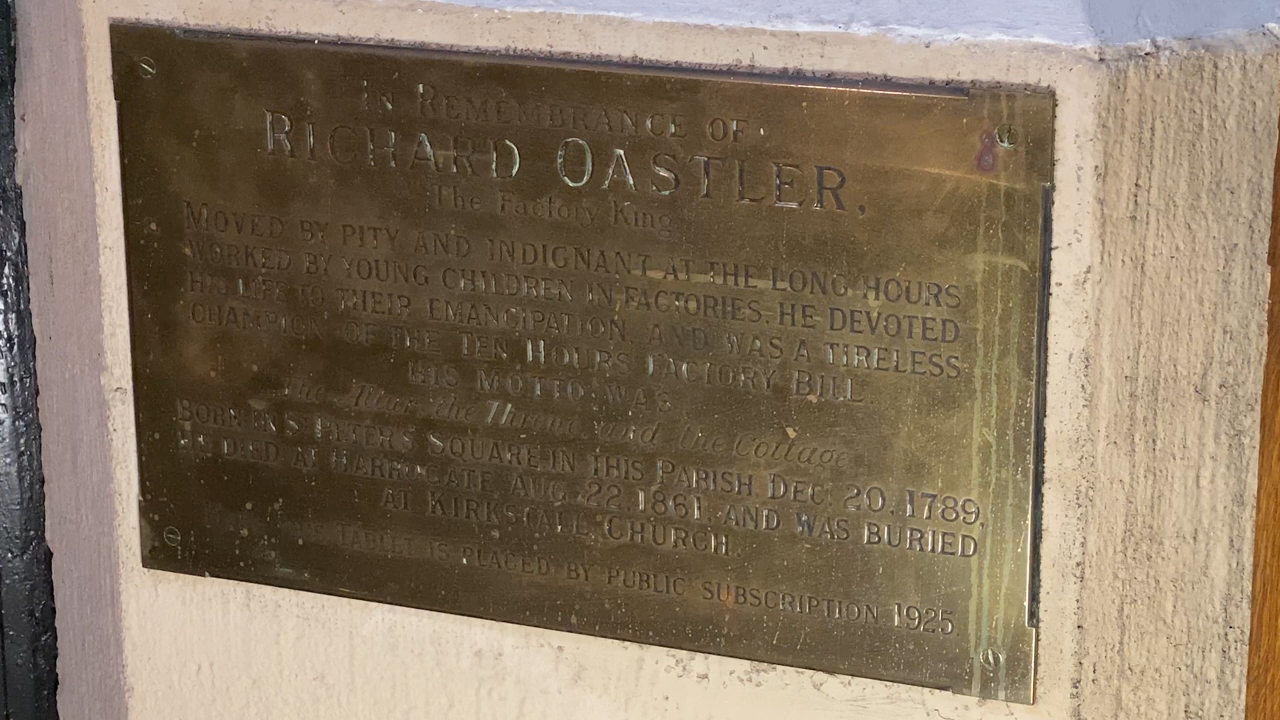 IN REMEMBRANCE OF
RICHARD OASTLER,
The Factory King
MOVED BY PITY AND INDIGNANT AT THE LONG HOURS
WORKED BY YOUNG CHILDREN IN FACTORIES, HE DEVOTED
HIS LIFE TO THEIR EMANCIPATION, AND WAS A TIRELESS
CHAMPION OF THE TEN HOURS FACTORY BILL
HIS MOTTO WAS
The Altar, the Throne, and the Cottage
BORN IN ST PETER'S SQUARE IN THIS PARISH, DEC. 20, 1789,
HE DIED AT HARROGATE AUG. 22, 1861, AND WAS BURIED
AT KIRKSTALL CHURCH.
TABLET IS PLACED BY PUBLIC SUBSCRIPTION. 1925.